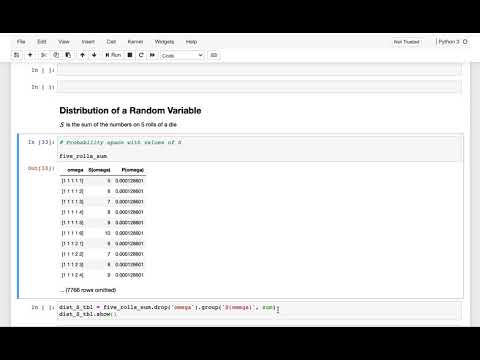 File Edit View Insert Cell Kernel Widgets Help Not Trusted Python 3
Run Code
In [ ]:
In [ ]:
Distribution of a Random Variable
S is the sum of the numbers on 5 rolls of a die
In [33]: # Probability space with values of S
five_rolls_sum
Out[33]: omega S(omega) P(omega)
[1 1 1 1 1] 5 0.000128601
[1 1 1 1 2] 6 0.000128601
[1 1 1 1 3] 7 0.000128601
[1 1 1 1 4] 8 0.000128601
[1 1 1 1 5] 9 0.000128601
[1 1 1 1 6] 10 0.000128601
[1 1 1 2 1] 6 0.000128601
[1 1 1 2 2] 7 0.000128601
[1 1 1 2 3] 8 0.000128601
[1 1 1 2 4] 9 0.000128601
... (7766 rows omitted)
In [ ]: dist_S_tbl = five_rolls_sum.drop('omega').group('S(omega)', sum)
dist_S_tbl.show()